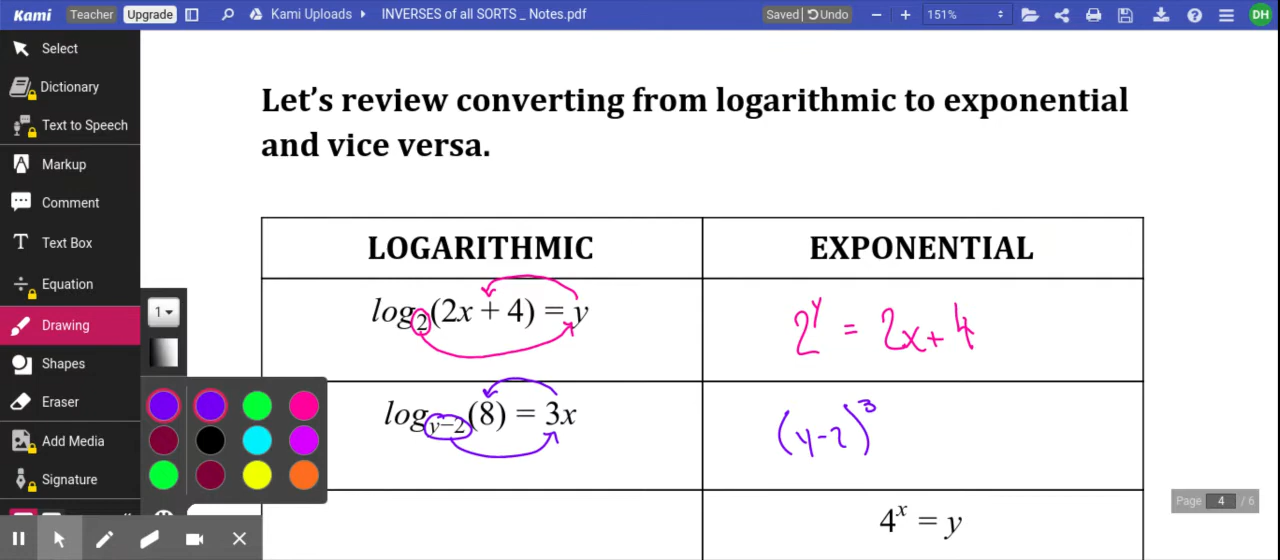 Kami Teacher Upgrade Kami Uploads INVERSES of all SORTS _ Notes.pdf Saved Undo 151% DH
Select
Dictionary
Text to Speech
Markup
Comment
Text Box
Equation
Drawing
Shapes
Eraser
Add Media
Signature
1
Let's review converting from logarithmic to exponential
and vice versa.
LOGARITHMIC EXPONENTIAL
log₂(2x + 4) = y 2^y = 2x + 4
log_{y−2}(8) = 3x (y-2)^3
4^x = y
Page 4 / 6